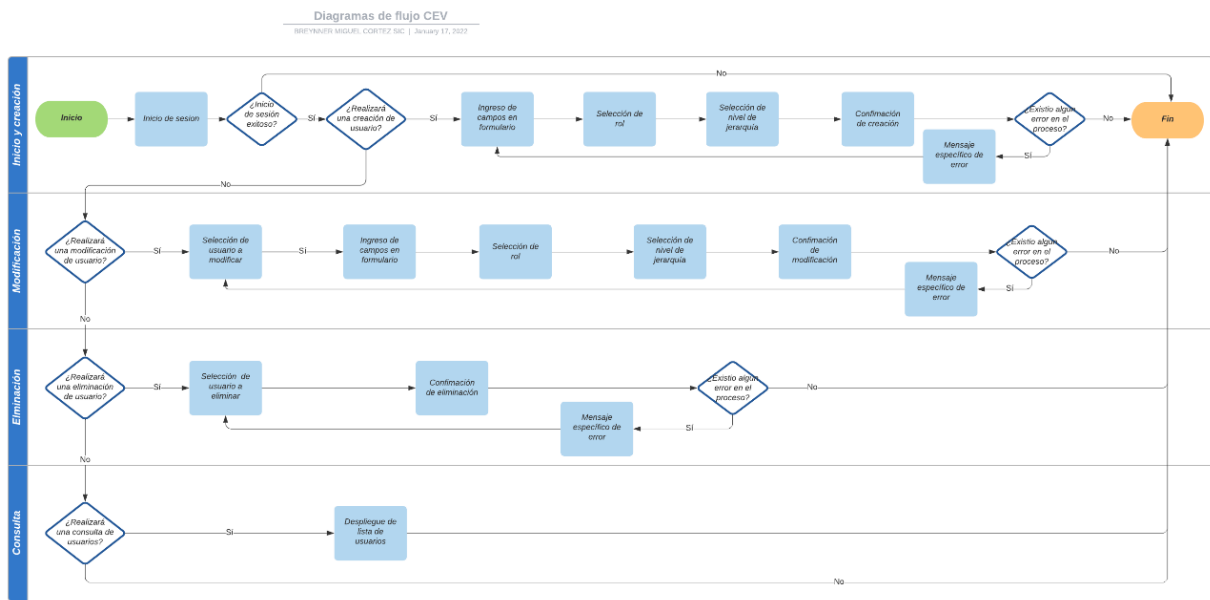 Diagramas de flujo CEV
BREYNNER MIGUEL CORTEZ SIC | January 17, 2022
Inicio y creación
No
Inicio
Inicio de sesion
¿Inicio
de sesión
exitoso?
Sí
¿Realizará
una creación de
usuario?
Sí
Ingreso de
campos en
formulario
Selección de
rol
Selección de
nivel de
jerarquía
Confirmación
de creación
¿Existio algún
error en el
proceso?
No
Fin
Sí
Mensaje
específico de
error
No
Modificación
¿Realizará
una modificación
de usuario?
Sí
Selección de
usuario a
modificar
Sí
Ingreso de
campos en
formulario
Selección de
rol
Selección de
nivel de
jerarquía
Confimación
de
modificación
¿Existio algún
error en el
proceso?
No
Sí
Mensaje
específico de
error
No
Elminación
¿Realizará
una eliminación
de usuario?
Sí
Selección de
usuario a
eliminar
Confimación
de eliminación
¿Existio algún
error en el
proceso?
No
Sí
Mensaje
específico de
error
No
Consulta
¿Realizará
una consulta de
usuarios?
Sí
Despliegue de
lista de
usuarios
No